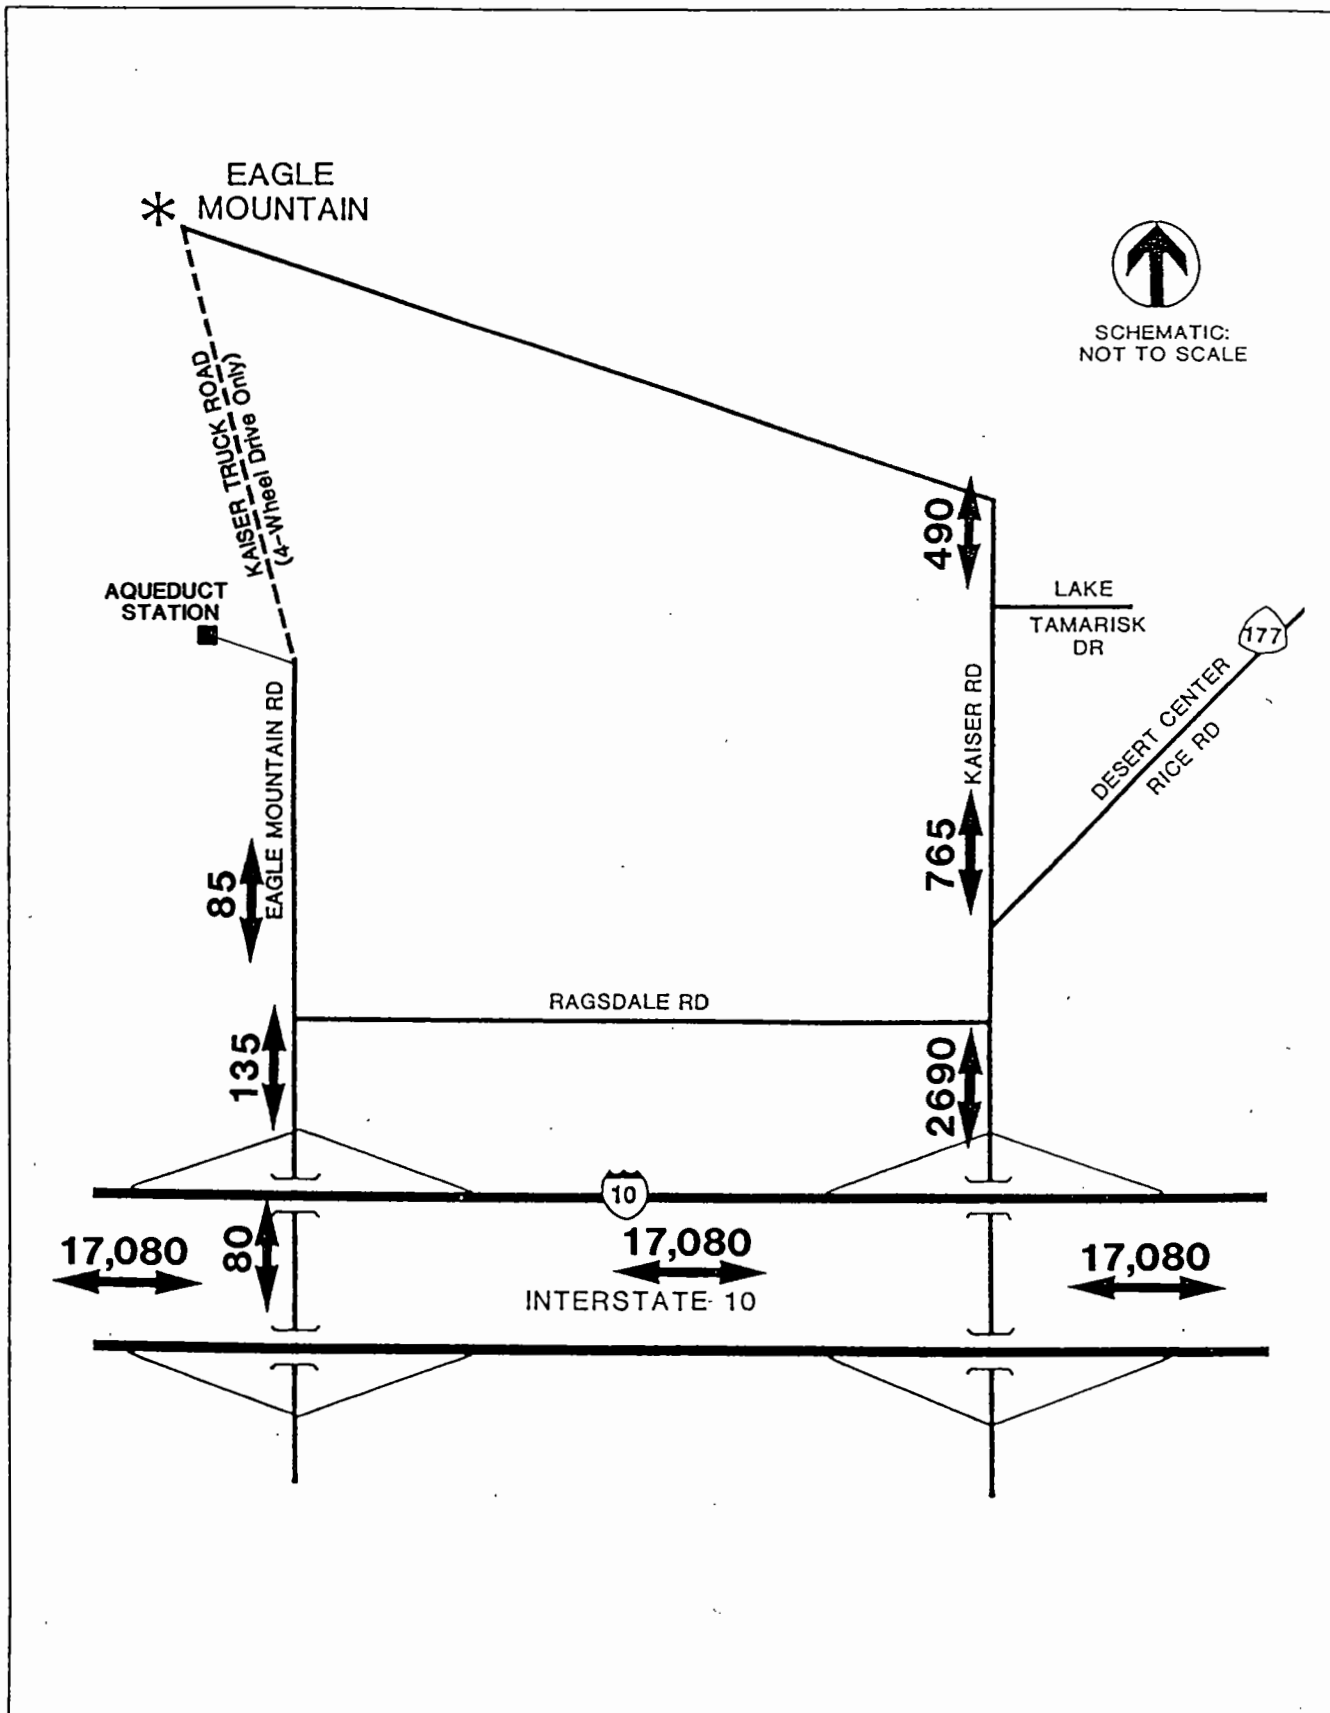 EAGLE
MOUNTAIN
SCHEMATIC:
NOT TO SCALE
KAISER TRUCK ROAD
(4-Wheel Drive Only)
490
AQUEDUCT
STATION
LAKE
TAMARISK
DR
177
EAGLE MOUNTAIN RD
KAISER RD
DESERT CENTER
RICE RD
85
765
RAGSDALE RD
135
2690
10
17,080
80
17,080
17,080
INTERSTATE 10